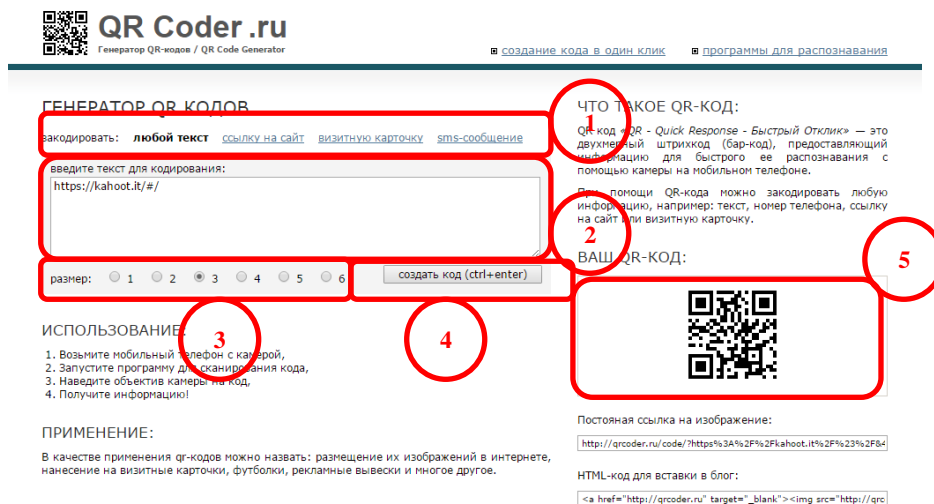 QR Coder.ru
Генератор QR-кодов / QR Code Generator
создание кода в один клик
программы для распознавания
ГЕНЕРАТОР QR КОДОВ
закодировать: любой текст ссылку на сайт визитную карточку sms-сообщение
1
введите текст для кодирования:
https://kahoot.it/#/
2
размер: 1 2 3 4 5 6
создать код (ctrl+enter)
3
4
ИСПОЛЬЗОВАНИЕ:
1. Возьмите мобильный телефон с камерой,
2. Запустите программу для сканирования кода,
3. Наведите объектив камеры на код,
4. Получите информацию!
ПРИМЕНЕНИЕ:
В качестве применения qr-кодов можно назвать: размещение их изображений в интернете,
нанесение на визитные карточки, футболки, рекламные вывески и многое другое.
ЧТО ТАКОЕ QR-КОД:
QR код «QR - Quick Response - Быстрый Отклик» — это
двухмерный штрихкод (бар-код), предоставляющий
информацию для быстрого ее распознавания с
помощью камеры на мобильном телефоне.
При помощи QR-кода можно закодировать любую
информацию, например: текст, номер телефона, ссылку
на сайт или визитную карточку.
ВАШ QR-КОД:
5
Постояная ссылка на изображение:
http://qrcoder.ru/code/?https%3A%2F%2Fkahoot.it%2F%23%2F&4
HTML-код для вставки в блог:
<a href="http://qrcoder.ru" target="_blank"><img src="http://qrc